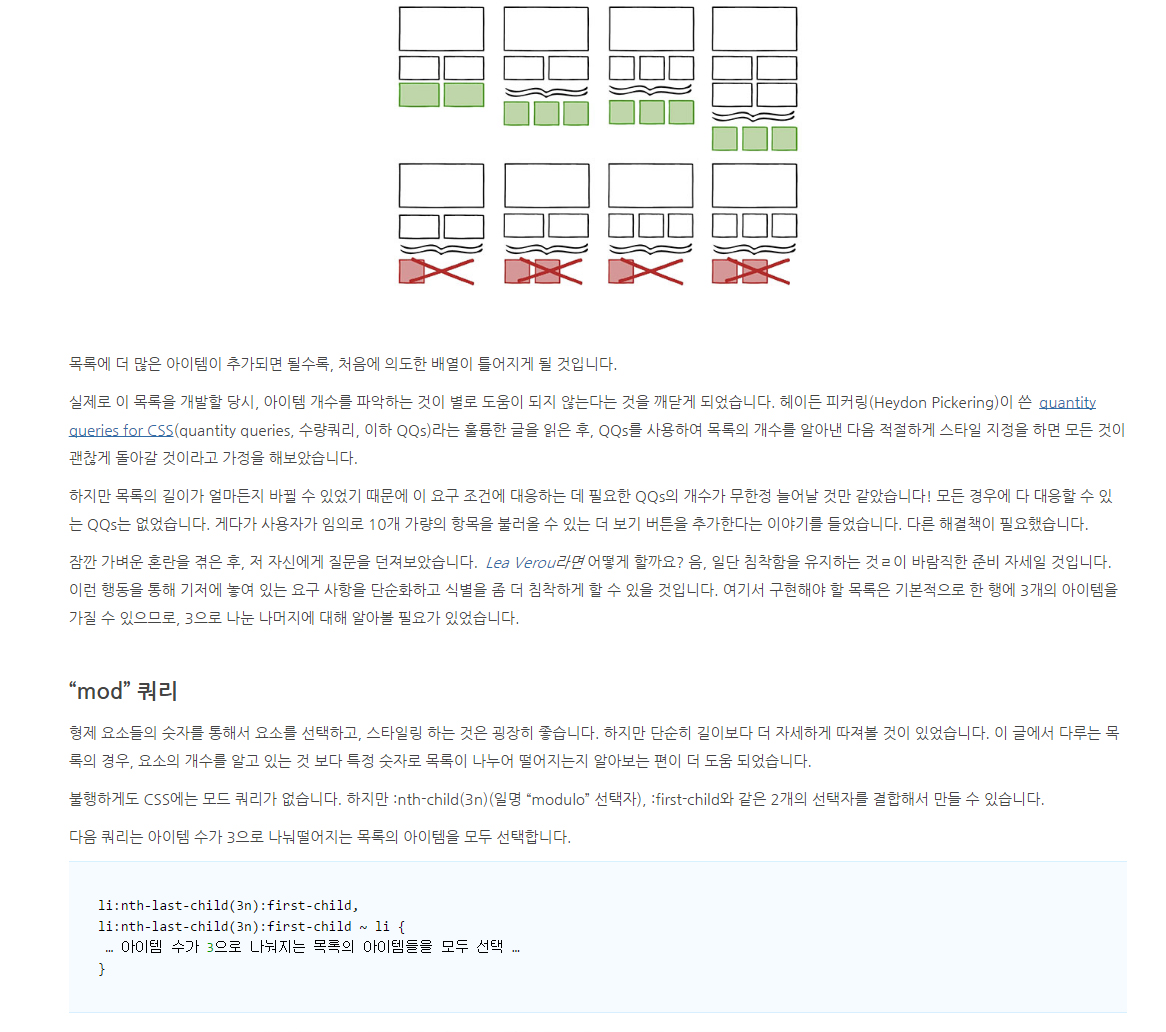 목록에 더 많은 아이템이 추가되면 될수록, 처음에 의도한 배열이 틀어지게 될 것입니다.
실제로 이 목록을 개발할 당시, 아이템 개수를 파악하는 것이 별로 도움이 되지 않는다는 것을 깨닫게 되었습니다. 헤이든 피커링(Heydon Pickering)이 쓴 quantity
queries for CSS(quantity queries, 수량쿼리, 이하 QQs)라는 훌륭한 글을 읽은 후, QQs를 사용하여 목록의 개수를 알아낸 다음 적절하게 스타일 지정을 하면 모든 것이
괜찮게 돌아갈 것이라고 가정을 해보았습니다.
하지만 목록의 길이가 얼마든지 바뀔 수 있었기 때문에 이 요구 조건에 대응하는 데 필요한 QQs의 개수가 무한정 늘어날 것만 같았습니다! 모든 경우에 다 대응할 수 있
는 QQs는 없었습니다. 게다가 사용자가 임의로 10개 가량의 항목을 불러올 수 있는 더 보기 버튼을 추가한다는 이야기를 들었습니다. 다른 해결책이 필요했습니다.
잠깐 가벼운 혼란을 겪은 후, 저 자신에게 질문을 던져보았습니다. Lea Verou라면 어떻게 할까요? 음, 일단 침착함을 유지하는 것ㄹ이 바람직한 준비 자세일 것입니다.
이런 행동을 통해 기저에 놓여 있는 요구 사항을 단순화하고 식별을 좀 더 침착하게 할 수 있을 것입니다. 여기서 구현해야 할 목록은 기본적으로 한 행에 3개의 아이템을
가질 수 있으므로, 3으로 나눈 나머지에 대해 알아볼 필요가 있었습니다.
“mod” 쿼리
형제 요소들의 숫자를 통해서 요소를 선택하고, 스타일링 하는 것은 굉장히 좋습니다. 하지만 단순히 길이보다 더 자세하게 따져볼 것이 있었습니다. 이 글에서 다루는 목
록의 경우, 요소의 개수를 알고 있는 것 보다 특정 숫자로 목록이 나누어 떨어지는지 알아보는 편이 더 도움 되었습니다.
불행하게도 CSS에는 모드 쿼리가 없습니다. 하지만 :nth-child(3n)(일명 “modulo” 선택자), :first-child와 같은 2개의 선택자를 결합해서 만들 수 있습니다.
다음 쿼리는 아이템 수가 3으로 나눠떨어지는 목록의 아이템을 모두 선택합니다.
li:nth-last-child(3n):first-child,
li:nth-last-child(3n):first-child ~ li {
… 아이템 수가 3으로 나눠지는 목록의 아이템들을 모두 선택 …
}